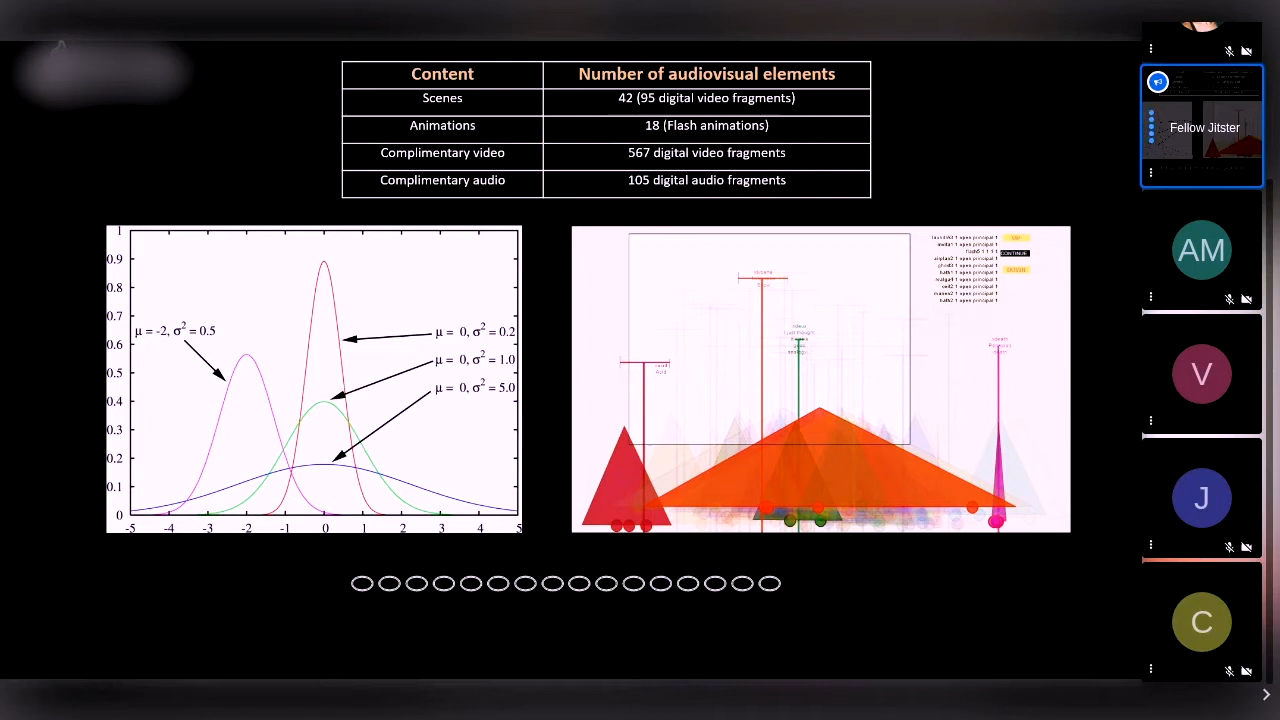 Content Number of audiovisual elements
Scenes 42 (95 digital video fragments)
Animations 18 (Flash animations)
Complimentary video 567 digital video fragments
Complimentary audio 105 digital audio fragments
1
0.9
0.8
0.7
0.5
0.4
0.3
0.2
0.1
0
-5 -4 -3 -2 -1 0 1 2 3 4 5
μ = -2, σ² = 0.5
μ = 0, σ² = 0.2
μ = 0, σ² = 1.0
μ = 0, σ² = 5.0
UP
CONTINUE
DOWN
Fellow Jitster
AM
V
J
C